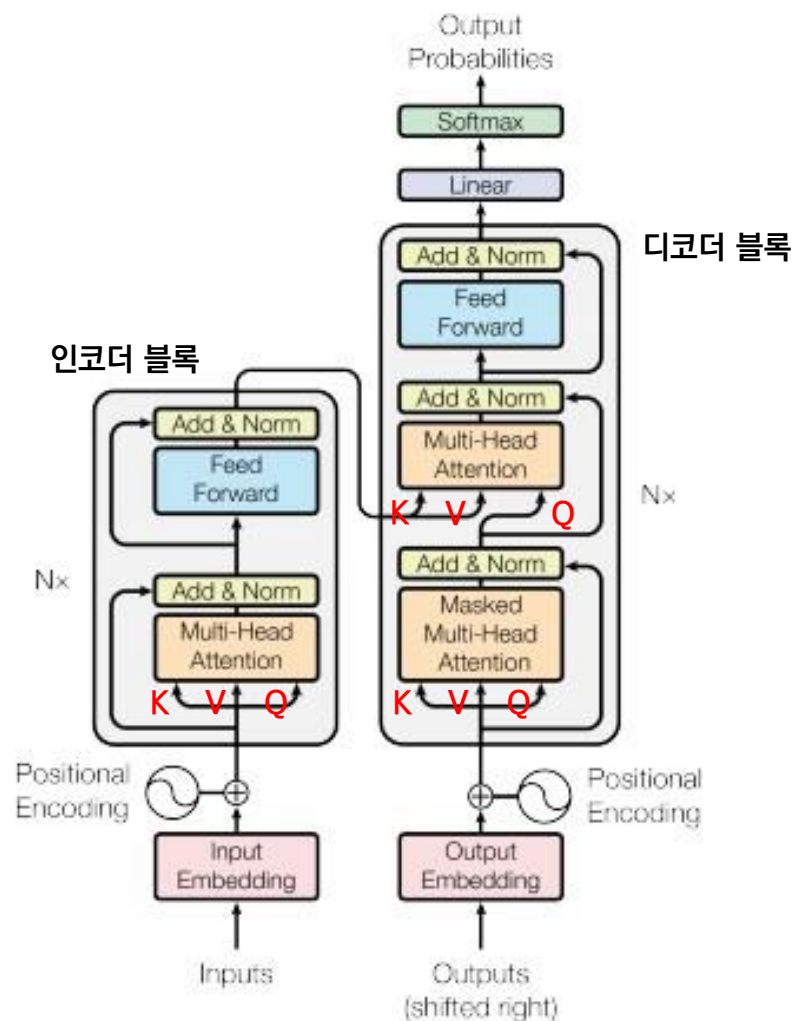 Output
Probabilities
Softmax
Linear
디코더 블록
Add & Norm
Feed
Forward
인코더 블록
Add & Norm
Multi-Head
Attention
K V Q
Nx
Add & Norm
Masked
Multi-Head
Attention
K V Q
Add & Norm
Feed
Forward
Nx
Add & Norm
Multi-Head
Attention
K V Q
Positional
Encoding
Positional
Encoding
Input
Embedding
Output
Embedding
Inputs
Outputs
(shifted right)